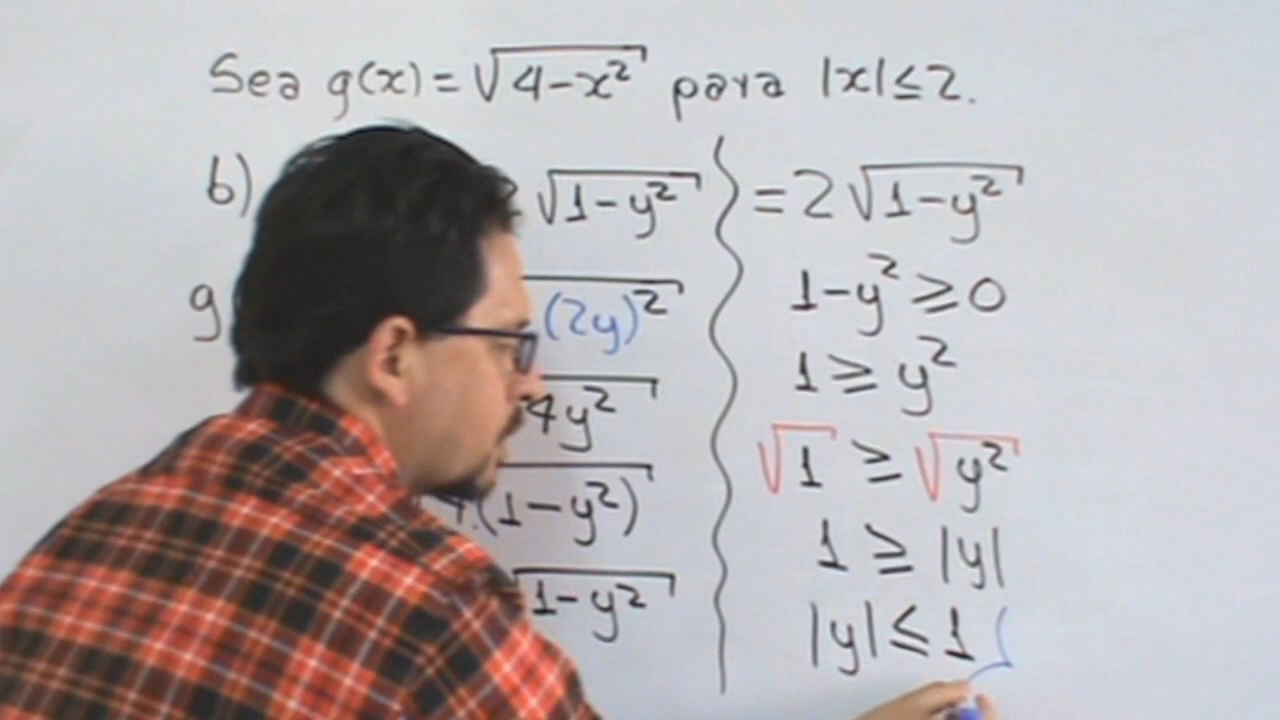 Sea g(x) = √(4-x²) para |x| ≤ 2.
b) √(1-y²)
g (2y)²
4y²
(1-y²)
1-y²
= 2√(1-y²)
1-y² ≥ 0
1 ≥ y²
√1 ≥ √y²
1 ≥ |y|
|y| ≤ 1